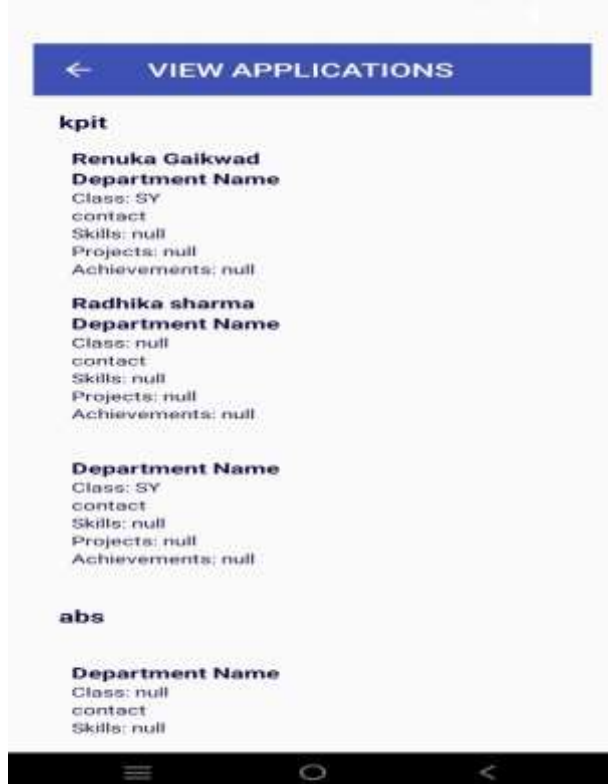 VIEW APPLICATIONS
kpit
Renuka Gaikwad
Department Name
Class: SY
contact
Skills: null
Projects: null
Achievements: null
Radhika sharma
Department Name
Class: null
contact
Skills: null
Projects: null
Achievements: null
Department Name
Class: SY
contact
Skills: null
Projects: null
Achievements: null
abs
Department Name
Class: null
contact
Skills: null